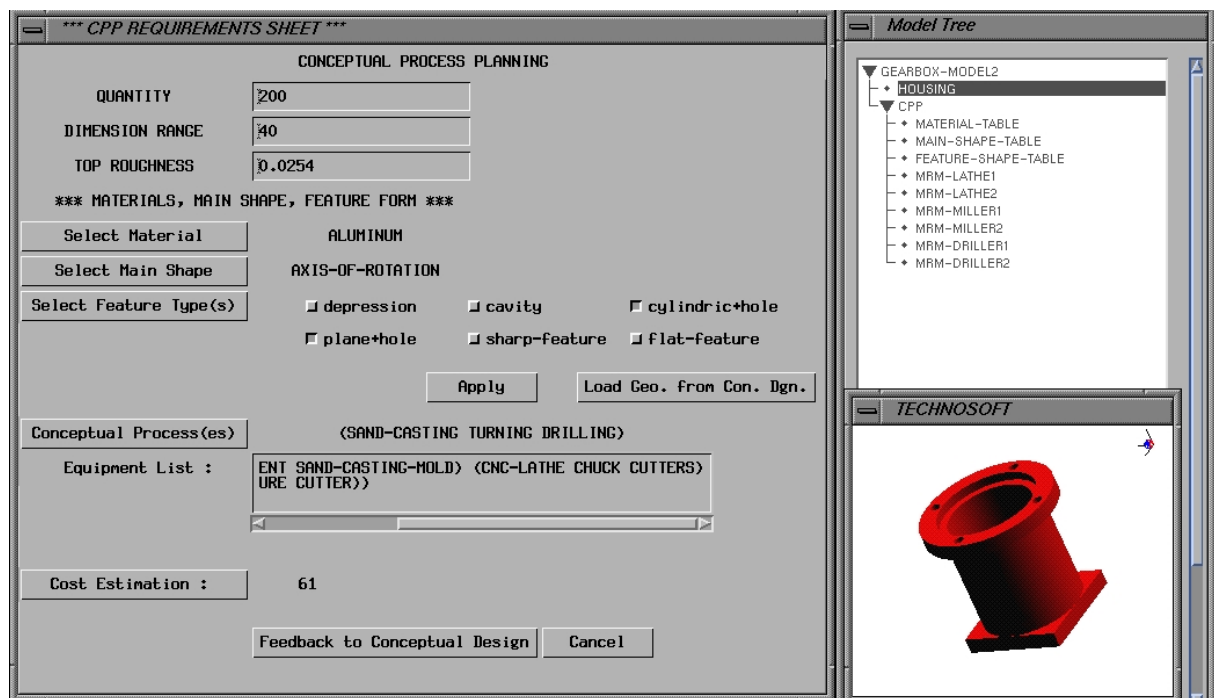 *** CPP REQUIREMENTS SHEET ***
CONCEPTUAL PROCESS PLANNING
QUANTITY 200
DIMENSION RANGE 40
TOP ROUGHNESS 0.0254
*** MATERIALS, MAIN SHAPE, FEATURE FORM ***
Select Material ALUMINUM
Select Main Shape AXIS-OF-ROTATION
Select Feature Type(s) depression cavity cylindric+hole
plane+hole sharp-feature flat-feature
Apply Load Geo. from Con. Dgn.
Conceptual Process(es) (SAND-CASTING TURNING DRILLING)
Equipment List : ENT SAND-CASTING-MOLD) (CNC-LATHE CHUCK CUTTERS)
URE CUTTER))
Cost Estimation : 61
Feedback to Conceptual Design Cancel
Model Tree
GEARBOX-MODEL2
HOUSING
CPP
MATERIAL-TABLE
MAIN-SHAPE-TABLE
FEATURE-SHAPE-TABLE
MRM-LATHE1
MRM-LATHE2
MRM-MILLER1
MRM-MILLER2
MRM-DRILLER1
MRM-DRILLER2
TECHNOSOFT